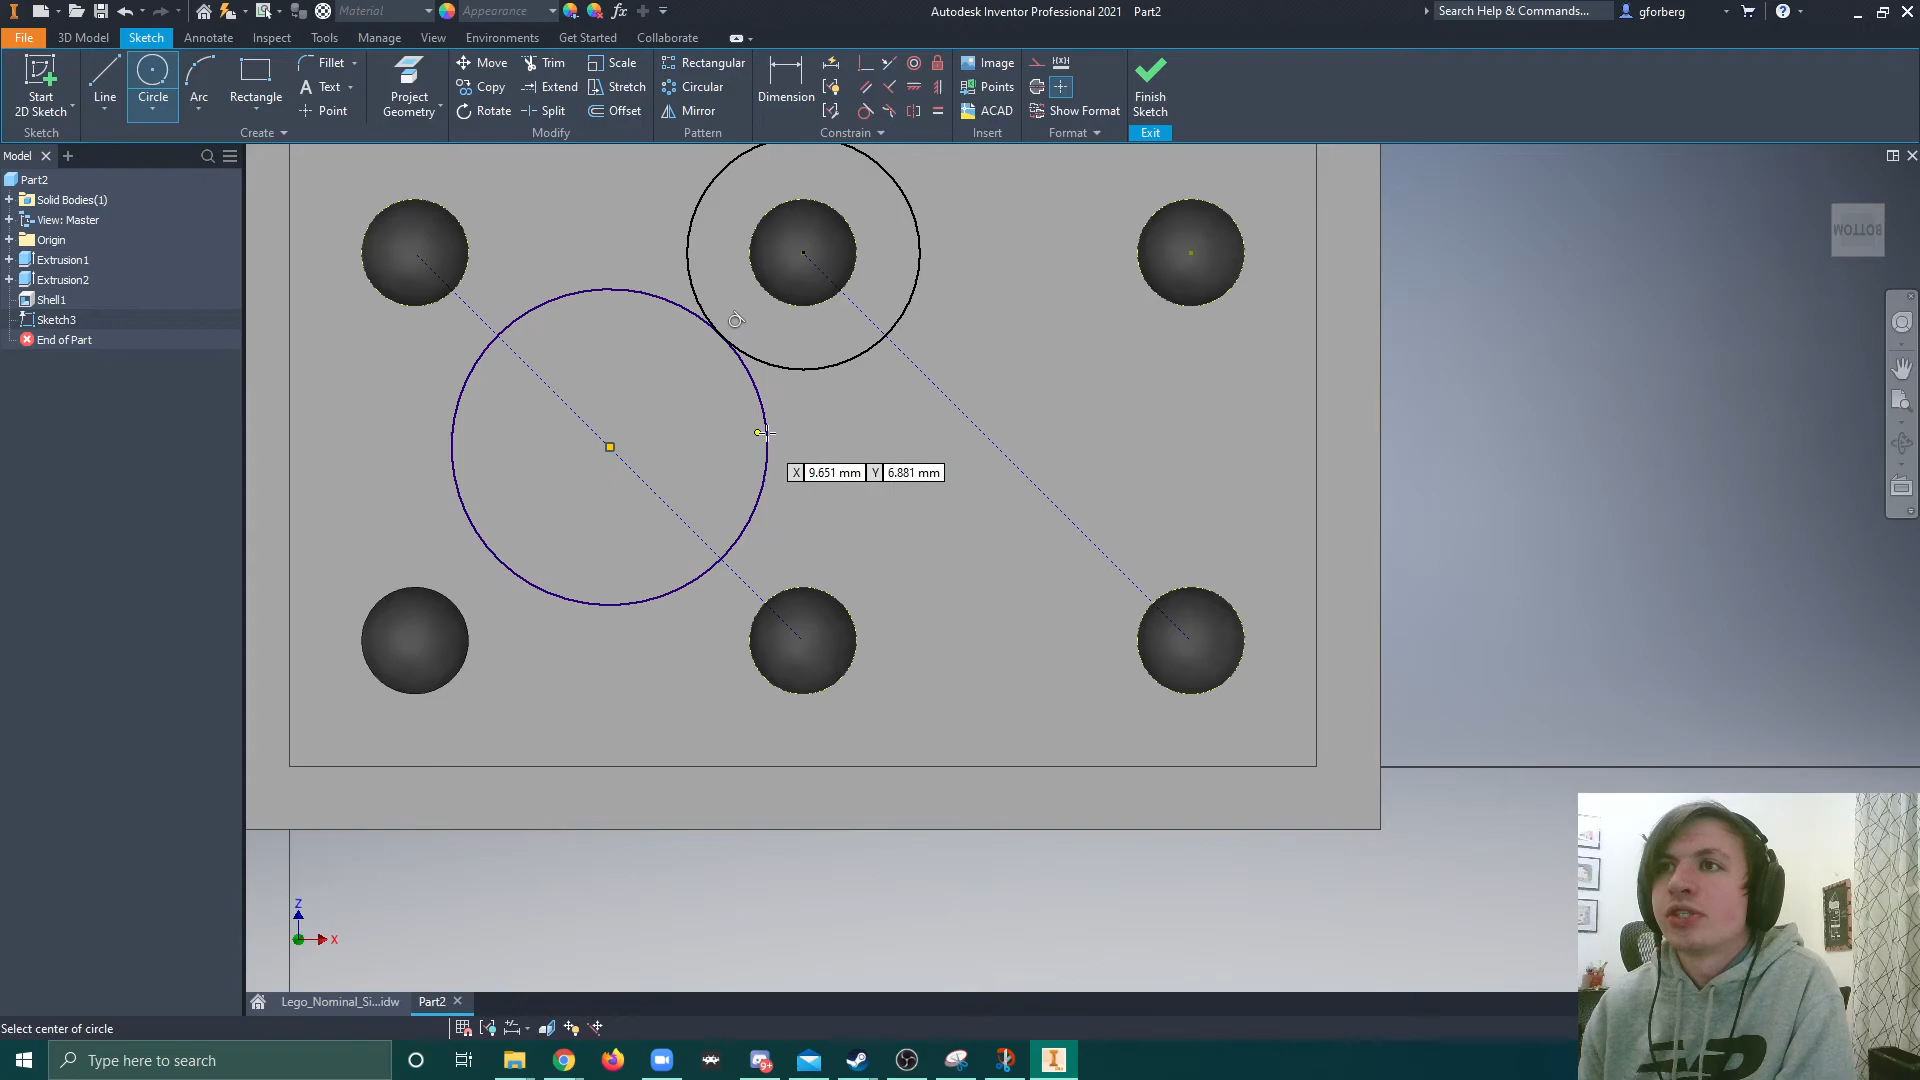 Material
Appearance
Autodesk Inventor Professional 2021 Part2
Search Help & Commands...
gforberg
File 3D Model Sketch Annotate Inspect Tools Manage View Environments Get Started Collaborate
Start 2D Sketch
Line
Circle
Arc
Rectangle
Fillet
Text
Point
Project Geometry
Move
Copy
Rotate
Trim
Extend
Split
Scale
Stretch
Offset
Rectangular
Circular
Mirror
Dimension
Image
Points
ACAD
Show Format
Finish Sketch
Sketch Create Modify Pattern Constrain Insert Format Exit
Model
Part2
Solid Bodies(1)
View: Master
Origin
Extrusion1
Extrusion2
Shell1
Sketch3
End of Part
BOTTOM
X 9.651 mm Y 6.881 mm
Z
X
Lego_Nominal_Si...idw Part2
Select center of circle
Type here to search